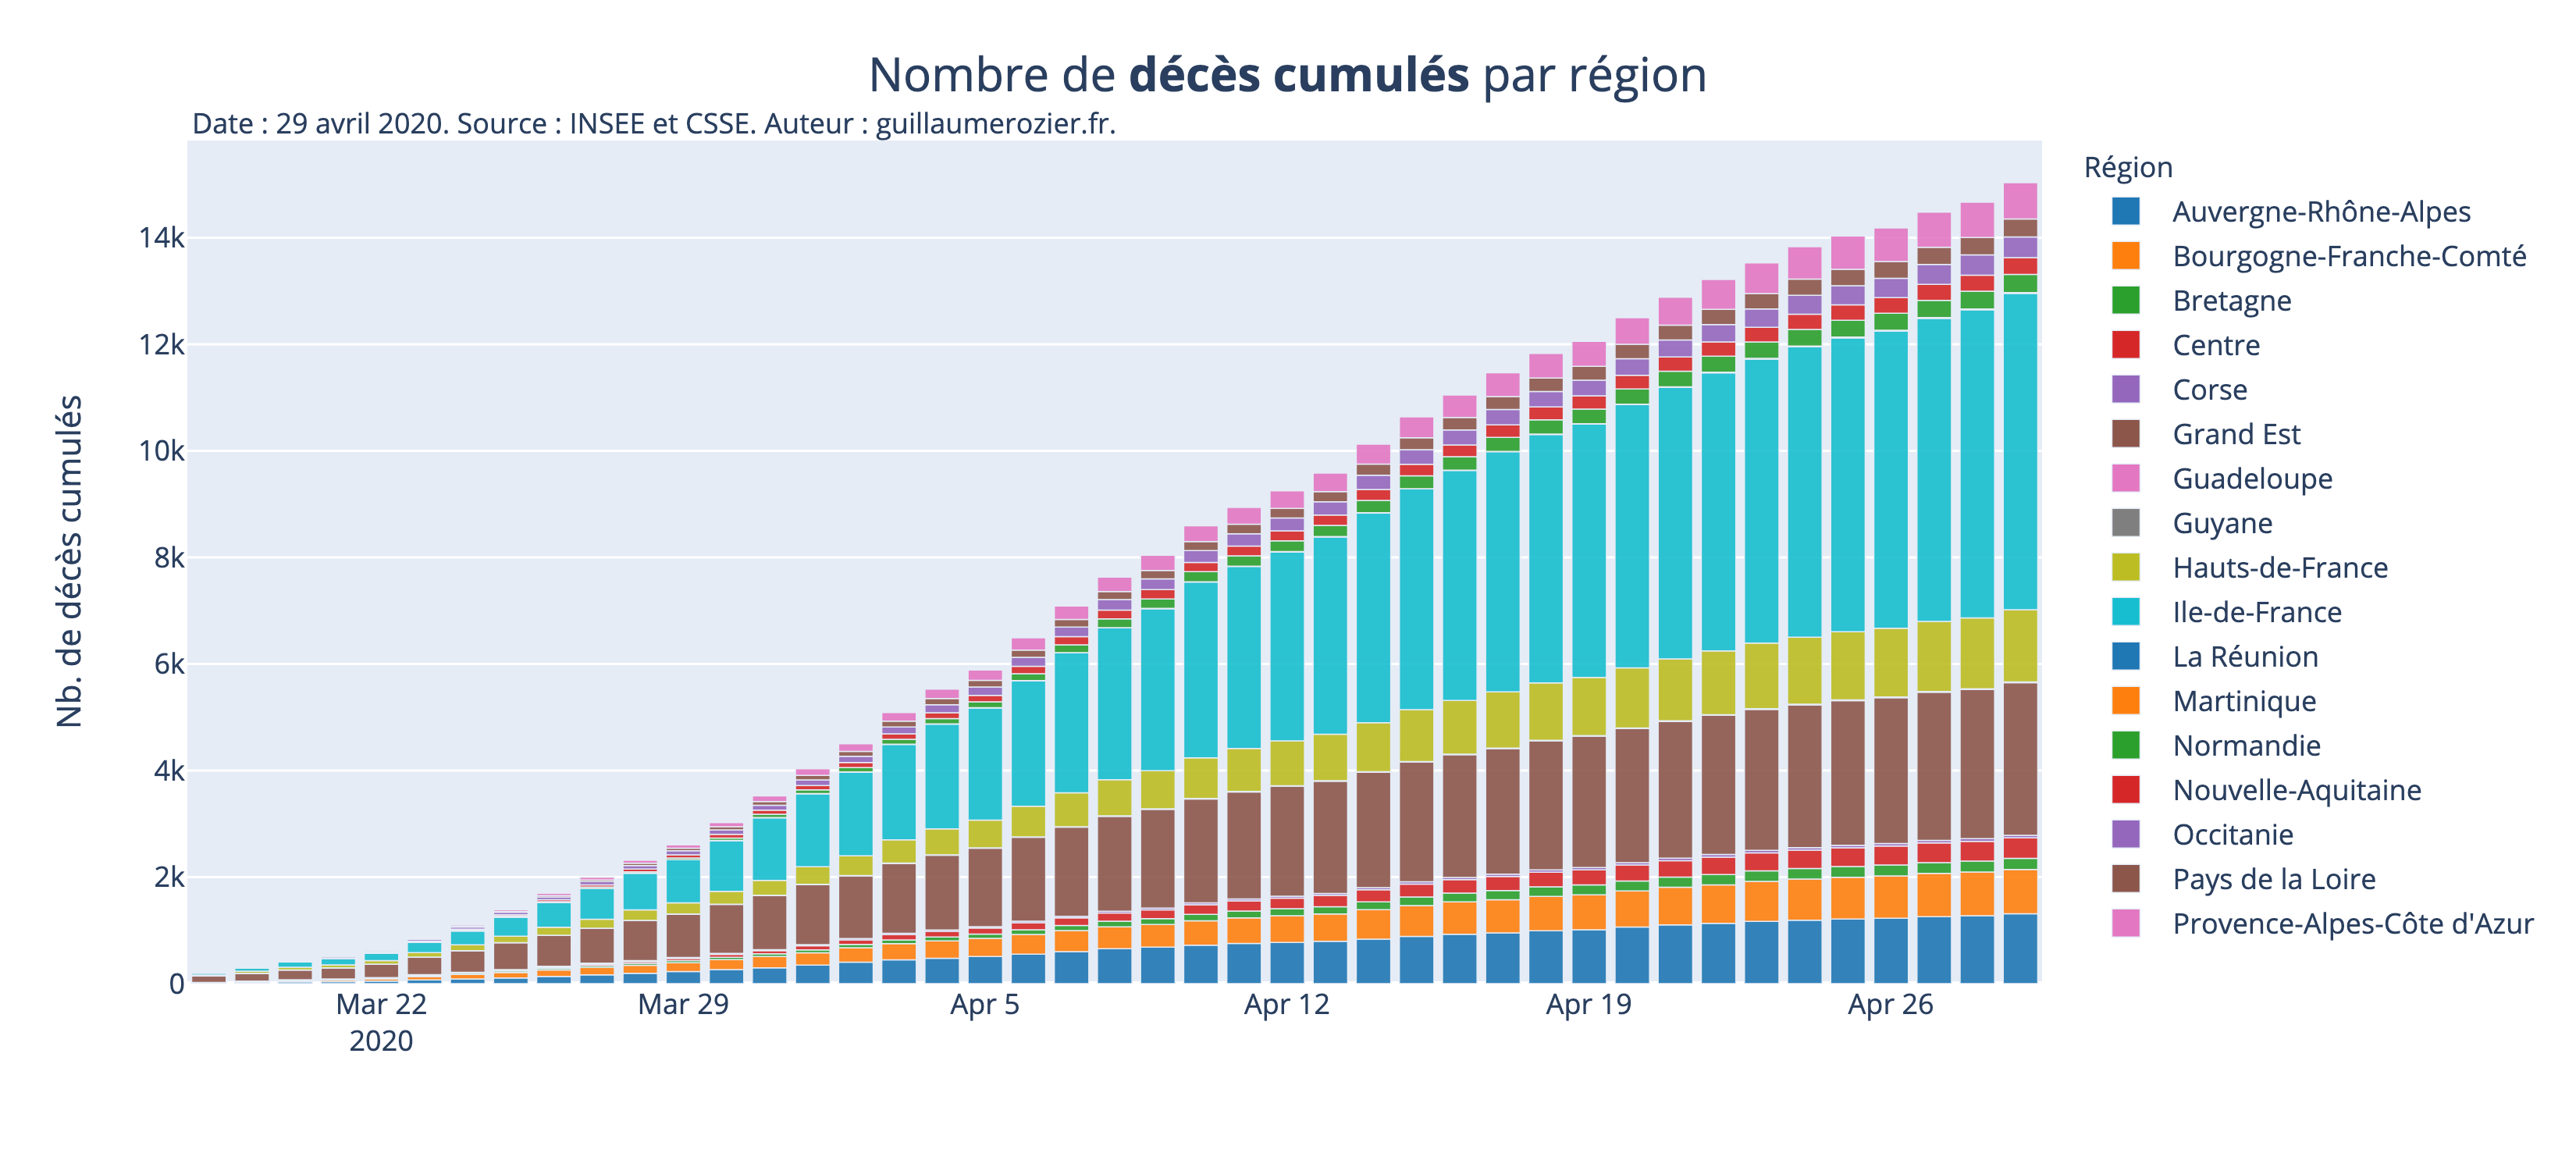 Nombre de décès cumulés par région
Date : 29 avril 2020. Source : INSEE et CSSE. Auteur : guillaumerozier.fr.
Nb. de décès cumulés
14k
12k
10k
8k
6k
4k
2k
0
Mar 22
2020
Mar 29
Apr 5
Apr 12
Apr 19
Apr 26
Région
Auvergne-Rhône-Alpes
Bourgogne-Franche-Comté
Bretagne
Centre
Corse
Grand Est
Guadeloupe
Guyane
Hauts-de-France
Ile-de-France
La Réunion
Martinique
Normandie
Nouvelle-Aquitaine
Occitanie
Pays de la Loire
Provence-Alpes-Côte d'Azur